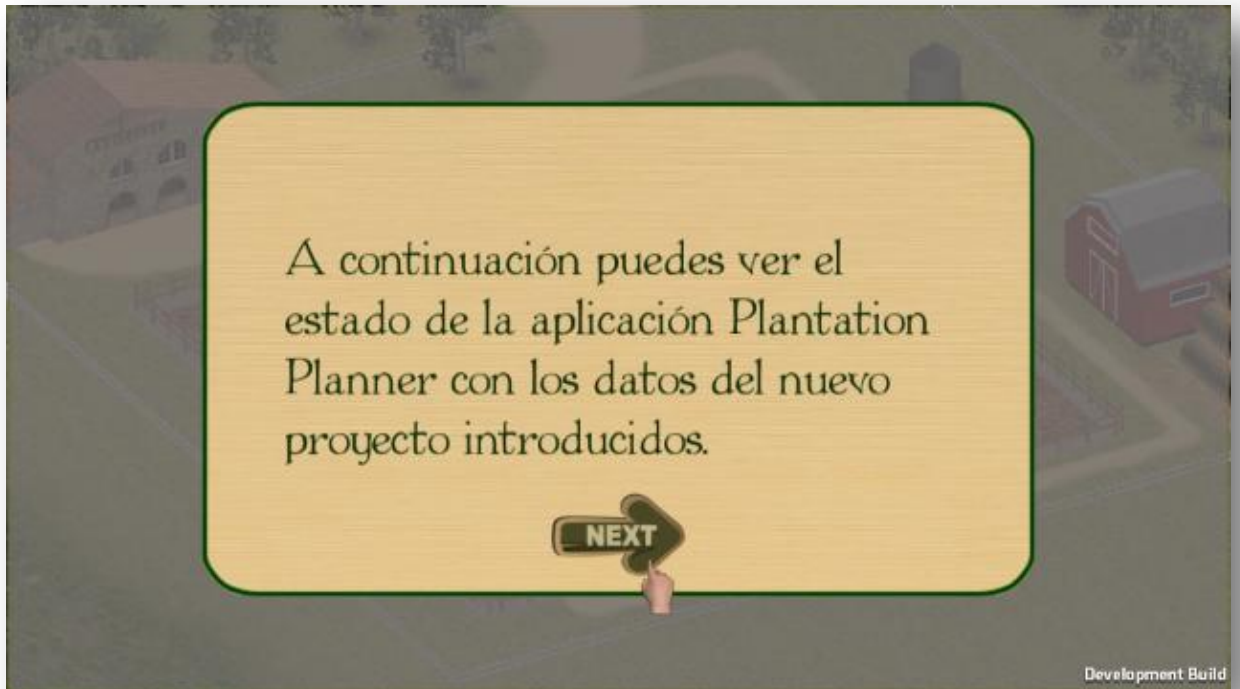 A continuación puedes ver el
estado de la aplicación Plantation
Planner con los datos del nuevo
proyecto introducidos.
NEXT
Development Build